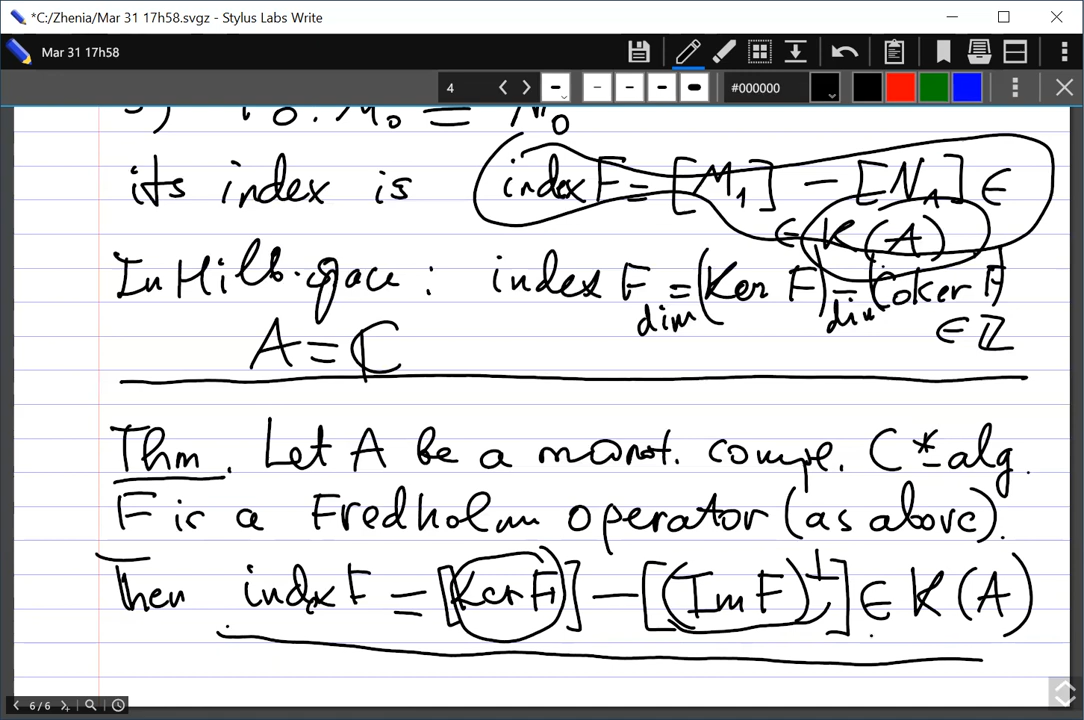 *C:/Zhenia/Mar 31 17h58.svgz - Stylus Labs Write
Mar 31 17h58
4
#000000
its index is index F = [M₁] − [N₁] ∈
∈ K(A)
In Hilb. space : index F = dim (Ker F) − dim (Coker F)
∈ ℤ
A = ℂ
Thm. Let A be a monot. compl. C*-alg.
F is a Fredholm operator (as above).
Then index F = [Ker F] − [(Im F)^⊥] ∈ K(A)
6/6